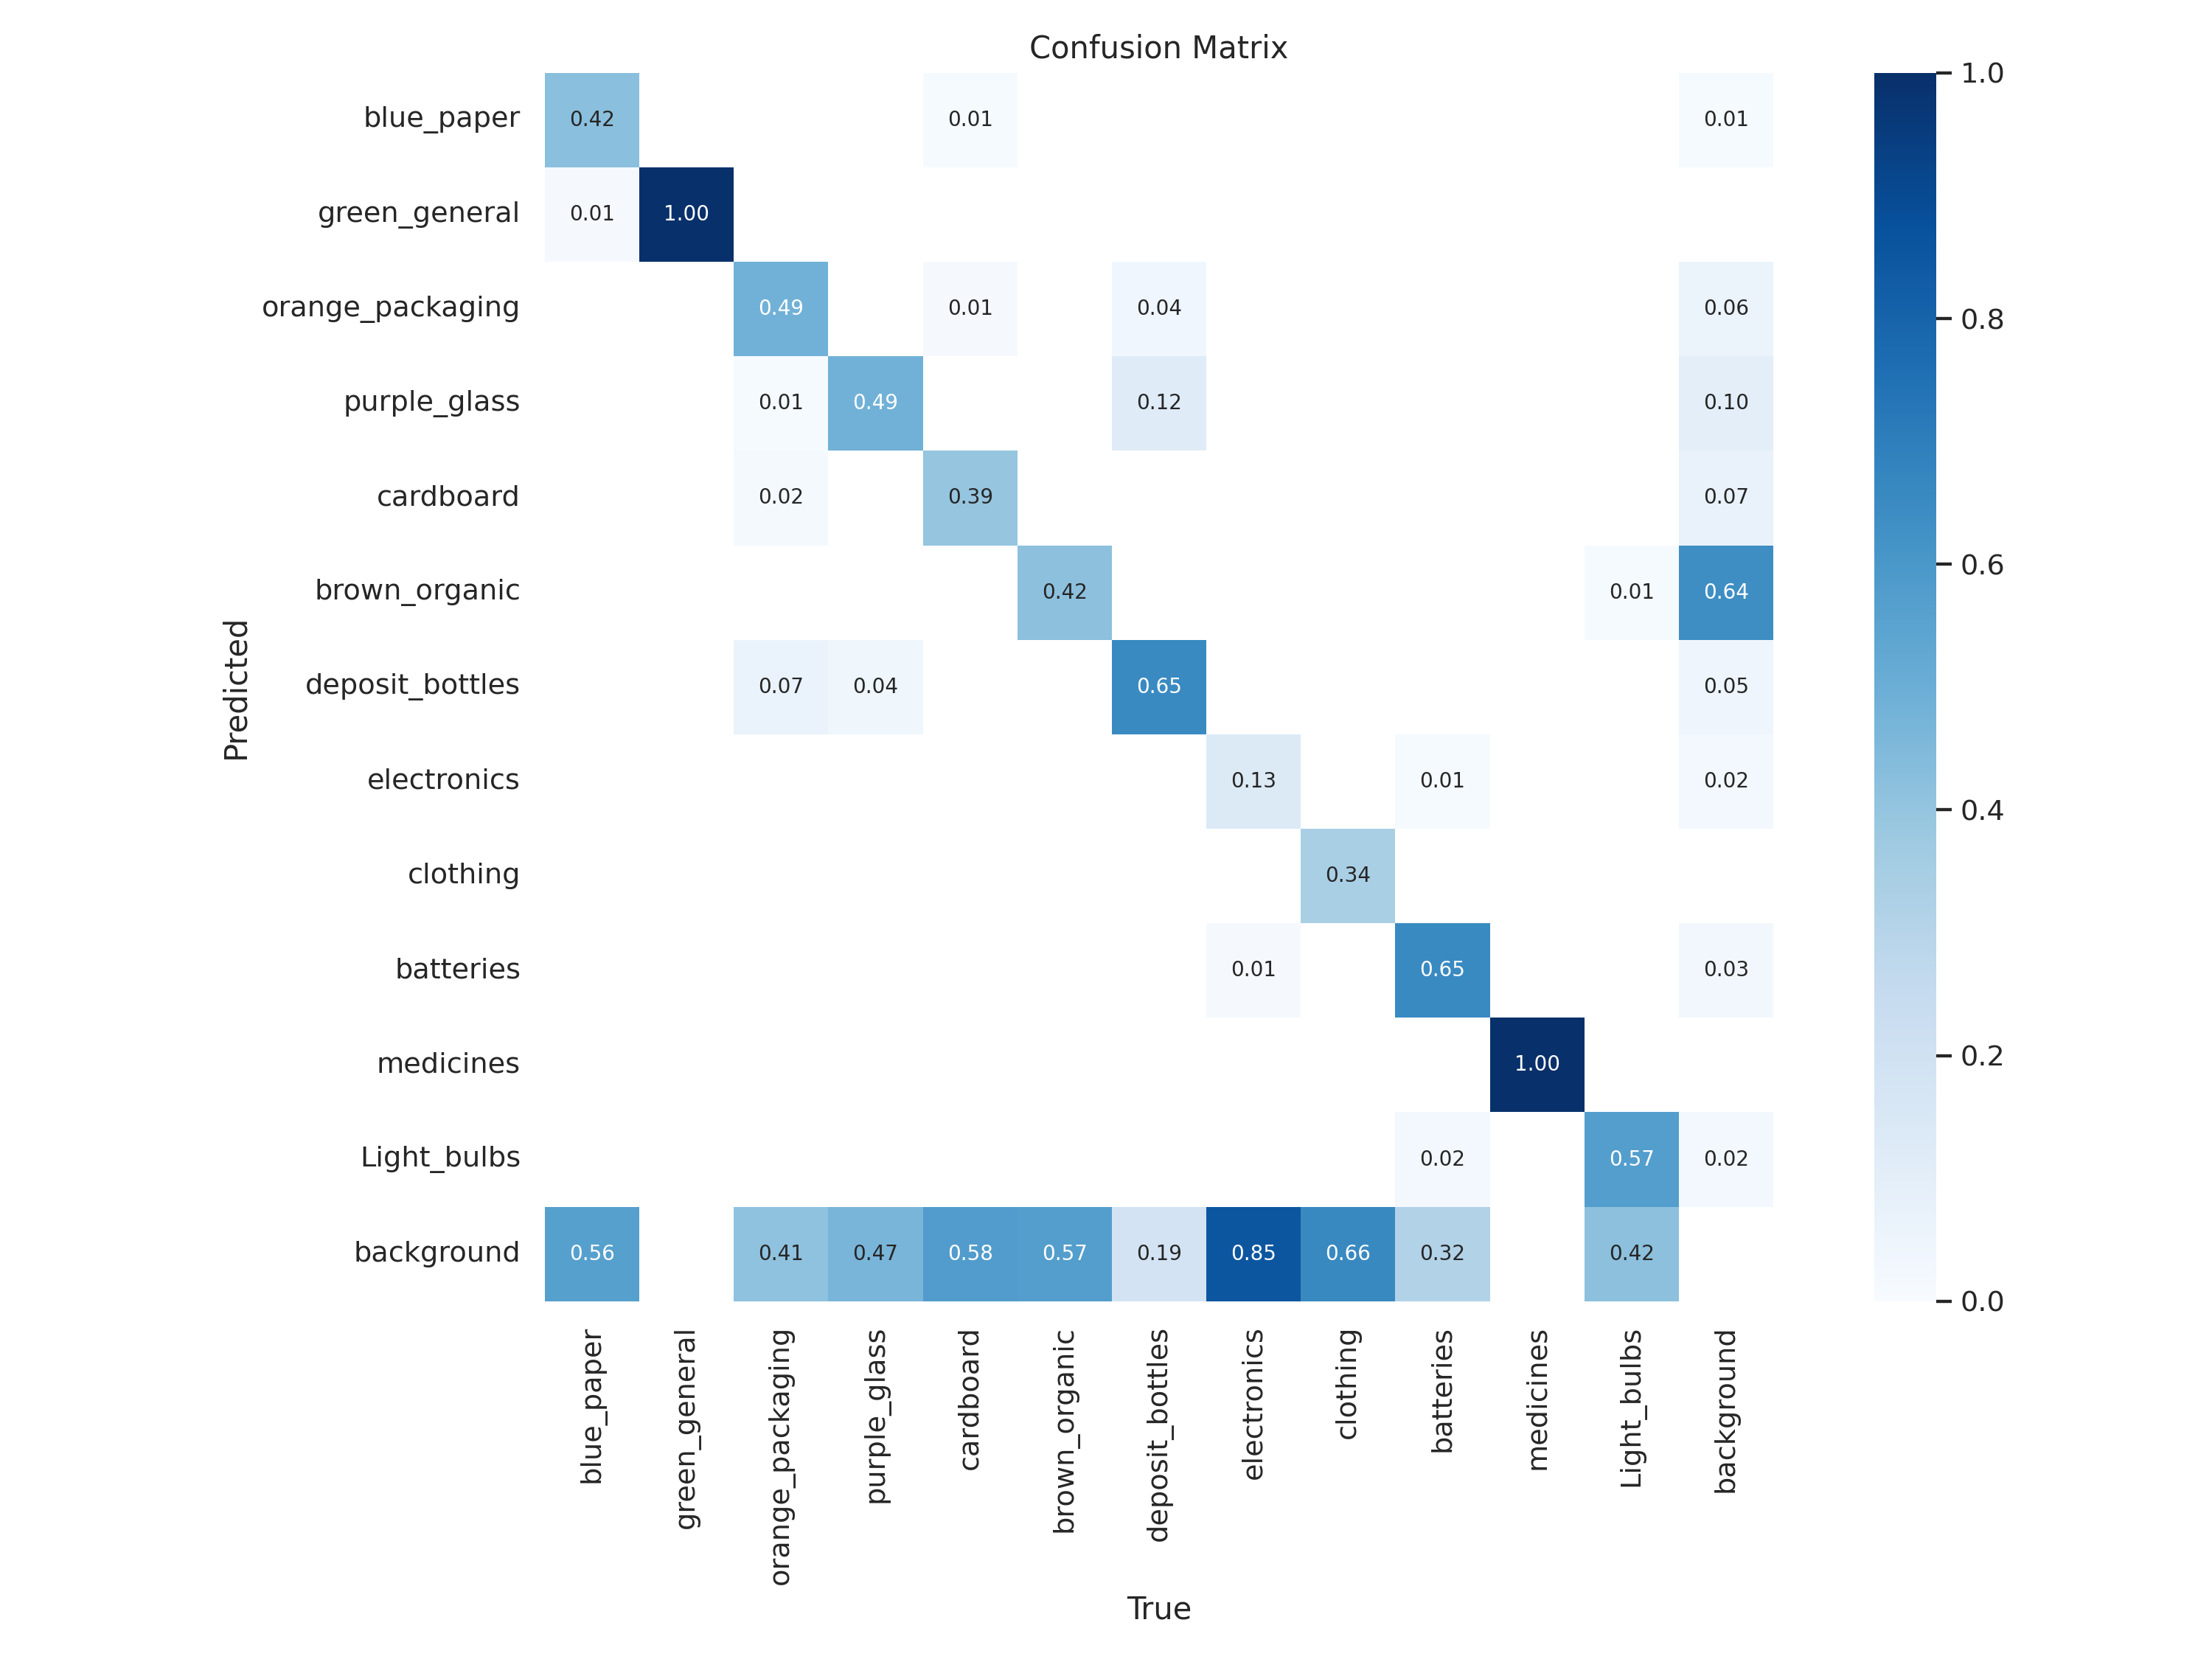 Confusion Matrix
blue_paper 0.42 0.01 0.01
green_general 0.01 1.00
orange_packaging 0.49 0.01 0.04 0.06
purple_glass 0.01 0.49 0.12 0.10
cardboard 0.02 0.39 0.07
brown_organic 0.42 0.01 0.64
deposit_bottles 0.07 0.04 0.65 0.05
electronics 0.13 0.01 0.02
clothing 0.34
batteries 0.01 0.65 0.03
medicines 1.00
Light_bulbs 0.02 0.57 0.02
background 0.56 0.41 0.47 0.58 0.57 0.19 0.85 0.66 0.32 0.42
Predicted
blue_paper
green_general
orange_packaging
purple_glass
cardboard
brown_organic
deposit_bottles
electronics
clothing
batteries
medicines
Light_bulbs
background
True
1.0
0.8
0.6
0.4
0.2
0.0